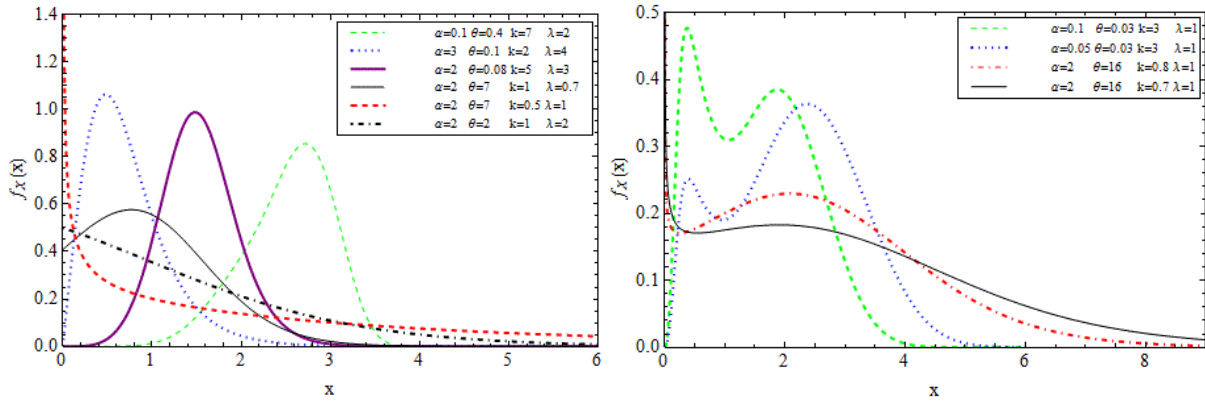 1.4
1.2
1.0
0.8
0.6
0.4
0.2
0.0
fX(x)
0 1 2 3 4 5 6
x
α=0.1 θ=0.4 k=7 λ=2
α=3 θ=0.1 k=2 λ=4
α=2 θ=0.08 k=5 λ=3
α=2 θ=7 k=1 λ=0.7
α=2 θ=7 k=0.5 λ=1
α=2 θ=2 k=1 λ=2
0.5
0.4
0.3
0.2
0.1
0.0
fX(x)
0 2 4 6 8
x
α=0.1 θ=0.03 k=3 λ=1
α=0.05 θ=0.03 k=3 λ=1
α=2 θ=16 k=0.8 λ=1
α=2 θ=16 k=0.7 λ=1